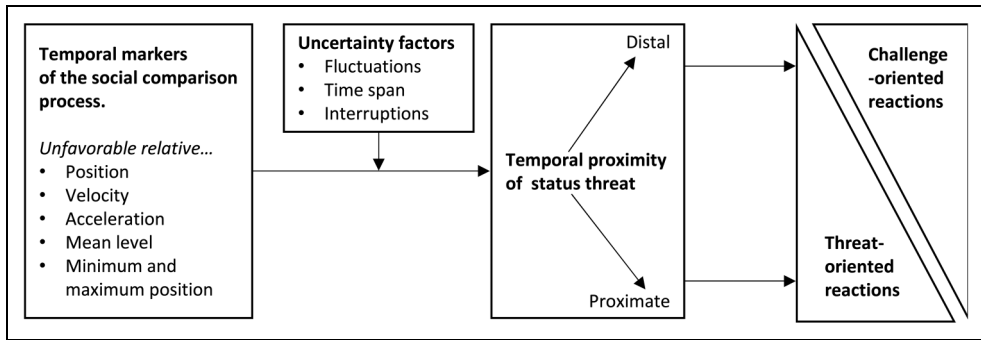 Temporal markers
of the social comparison
process.
Unfavorable relative…
• Position
• Velocity
• Acceleration
• Mean level
• Minimum and
maximum position
Uncertainty factors
• Fluctuations
• Time span
• Interruptions
Distal
Temporal proximity
of status threat
Proximate
Challenge
-oriented
reactions
Threat-
oriented
reactions